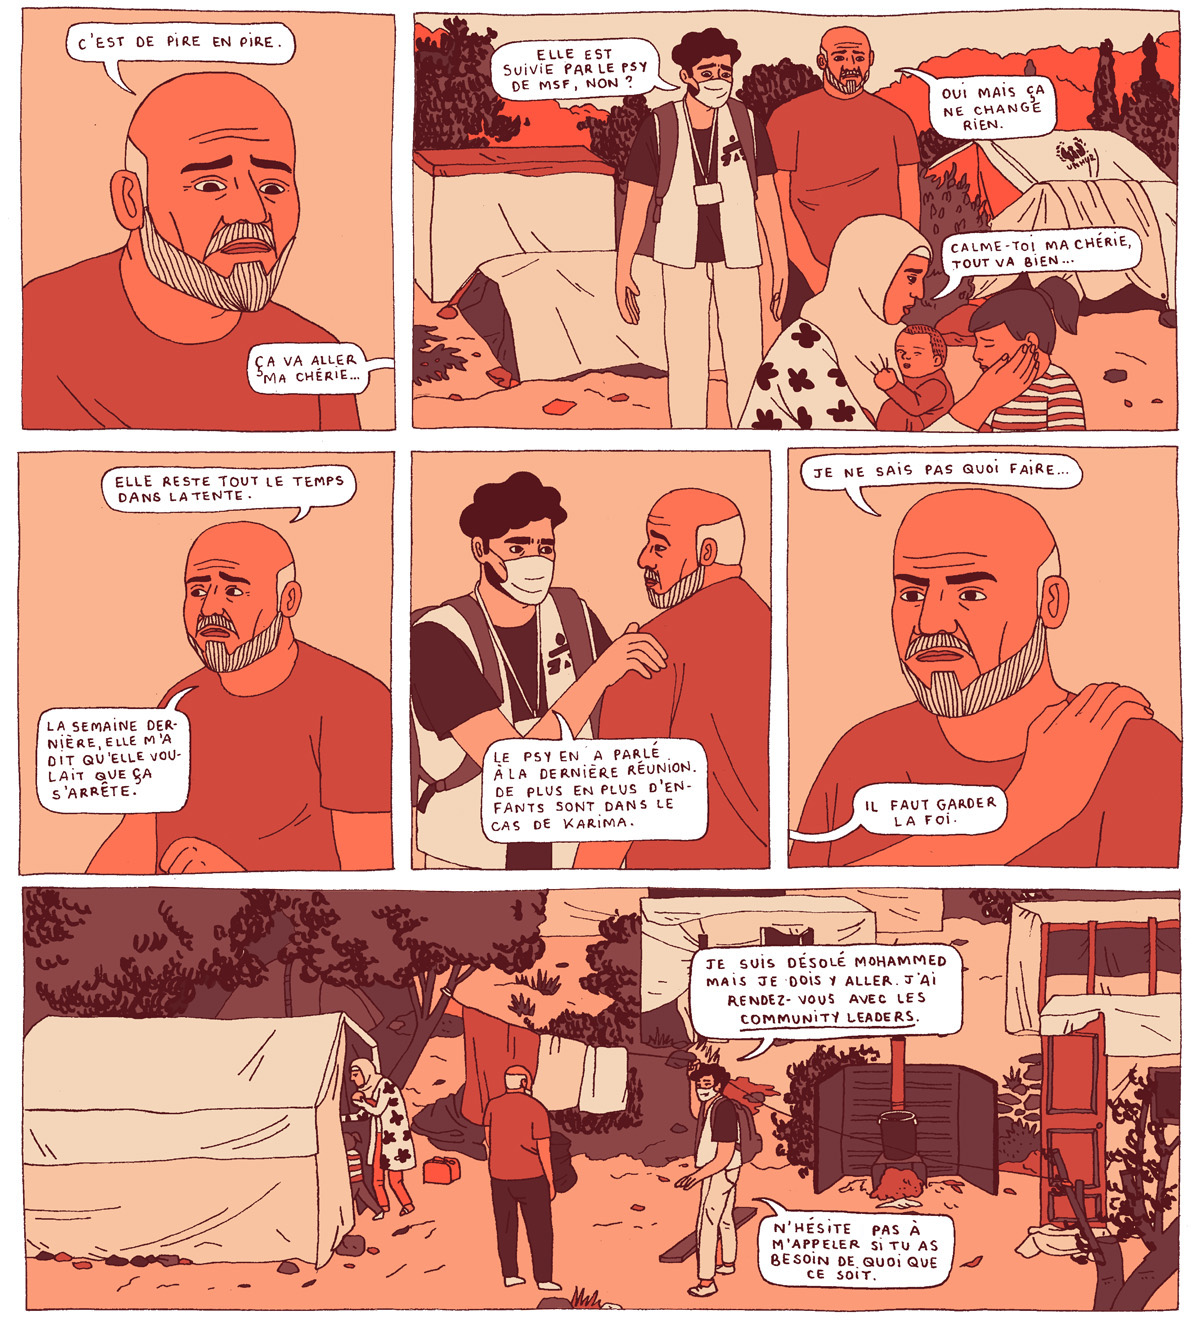 C'EST DE PIRE EN PIRE.
ÇA VA ALLER
MA CHÉRIE...
ELLE EST
SUIVIE PAR LE PSY
DE MSF, NON ?
OUI MAIS ÇA
NE CHANGE
RIEN.
UNHCR
CALME-TOI MA CHÉRIE,
TOUT VA BIEN...
ELLE RESTE TOUT LE TEMPS
DANS LA TENTE.
LA SEMAINE DER-
NIÈRE, ELLE M'A
DIT QU'ELLE VOU-
LAIT QUE ÇA
S'ARRÊTE.
LE PSY EN A PARLÉ
À LA DERNIÈRE RÉUNION.
DE PLUS EN PLUS D'EN-
FANTS SONT DANS LE
CAS DE KARIMA.
JE NE SAIS PAS QUOI FAIRE...
IL FAUT GARDER
LA FOI.
JE SUIS DÉSOLÉ MOHAMMED
MAIS JE DOIS Y ALLER. J'AI
RENDEZ-VOUS AVEC LES
COMMUNITY LEADERS.
N'HÉSITE PAS À
M'APPELER SI TU AS
BESOIN DE QUOI QUE
CE SOIT.